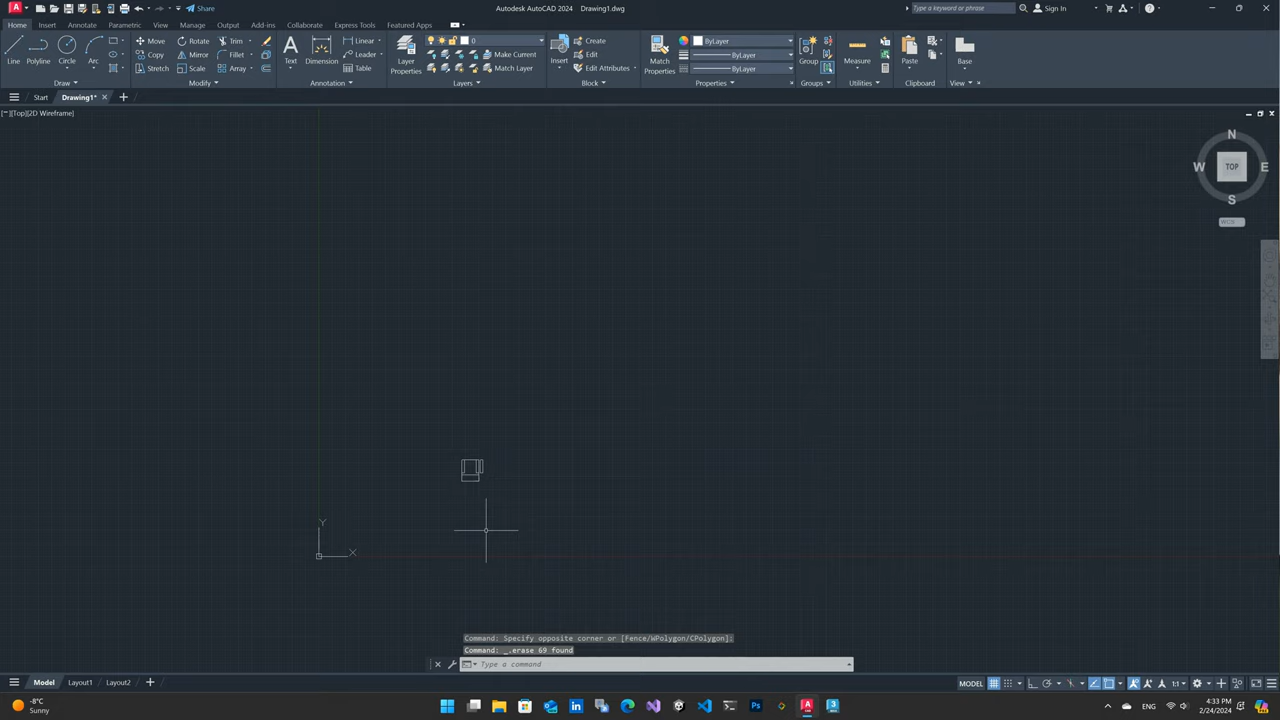 Share
Autodesk AutoCAD 2024 Drawing1.dwg
Type a keyword or phrase
Sign In
Home Insert Annotate Parametric View Manage Output Add-ins Collaborate Express Tools Featured Apps
Line Polyline Circle Arc
Move Rotate Trim
Copy Mirror Fillet
Stretch Scale Array
Text Dimension
Linear
Leader
Table
Layer Properties
0
Make Current
Match Layer
Insert
Create
Edit
Edit Attributes
Match Properties
ByLayer
ByLayer
ByLayer
Group
Measure
Paste
Base
Draw Modify Annotation Layers Block Properties Groups Utilities Clipboard View
Start Drawing1*
[−][Top][2D Wireframe]
N
W TOP E
S
WCS
Y
X
Command: Specify opposite corner or [Fence/WPolygon/CPolygon]:
Command: _.erase 69 found
Type a command
Model Layout1 Layout2
MODEL
1:1
-8°C
Sunny
ENG
4:33 PM
2/24/2024